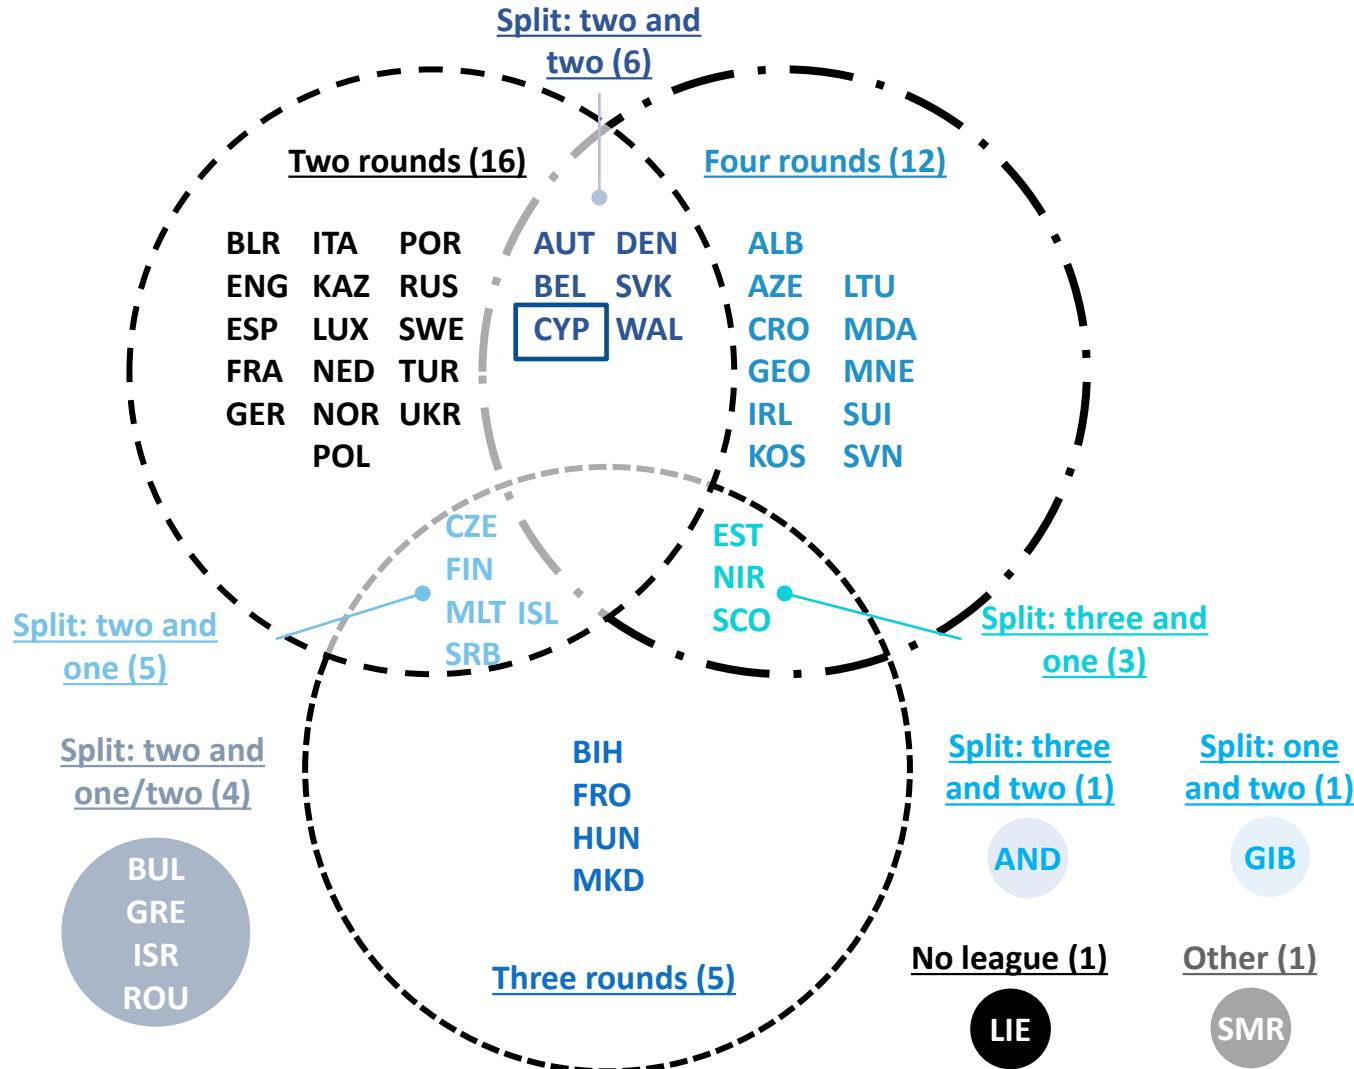 Split: two and
two (6)
Two rounds (16)
Four rounds (12)
BLR ITA POR
ENG KAZ RUS
ESP LUX SWE
FRA NED TUR
GER NOR UKR
POL
AUT DEN
BEL SVK
CYP WAL
ALB
AZE LTU
CRO MDA
GEO MNE
IRL SUI
KOS SVN
CZE
FIN
MLT ISL
SRB
EST
NIR
SCO
Split: two and
one (5)
Split: three and
one (3)
Split: two and
one/two (4)
BUL
GRE
ISR
ROU
BIH
FRO
HUN
MKD
Three rounds (5)
Split: three
and two (1)
AND
Split: one
and two (1)
GIB
No league (1)
LIE
Other (1)
SMR